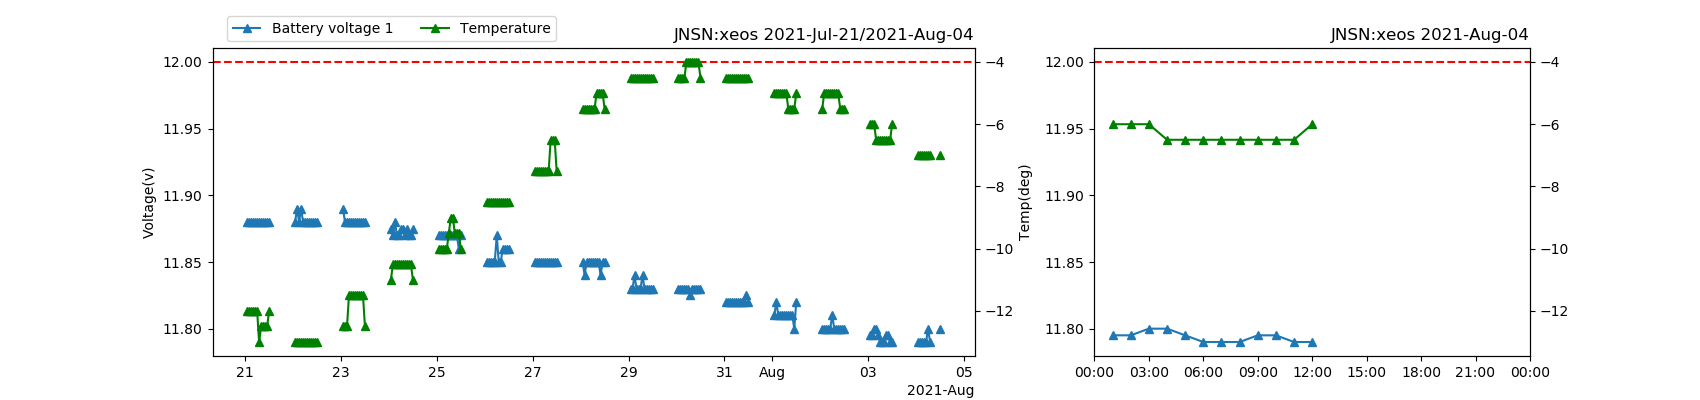 Battery voltage 1 Temperature
JNSN:xeos 2021-Jul-21/2021-Aug-04
Voltage(v)
12.00
11.95
11.90
11.85
11.80
−4
−6
−8
−10
−12
Temp(deg)
21 23 25 27 29 31 Aug 03 05
2021-Aug
JNSN:xeos 2021-Aug-04
12.00
11.95
11.90
11.85
11.80
−4
−6
−8
−10
−12
00:00 03:00 06:00 09:00 12:00 15:00 18:00 21:00 00:00